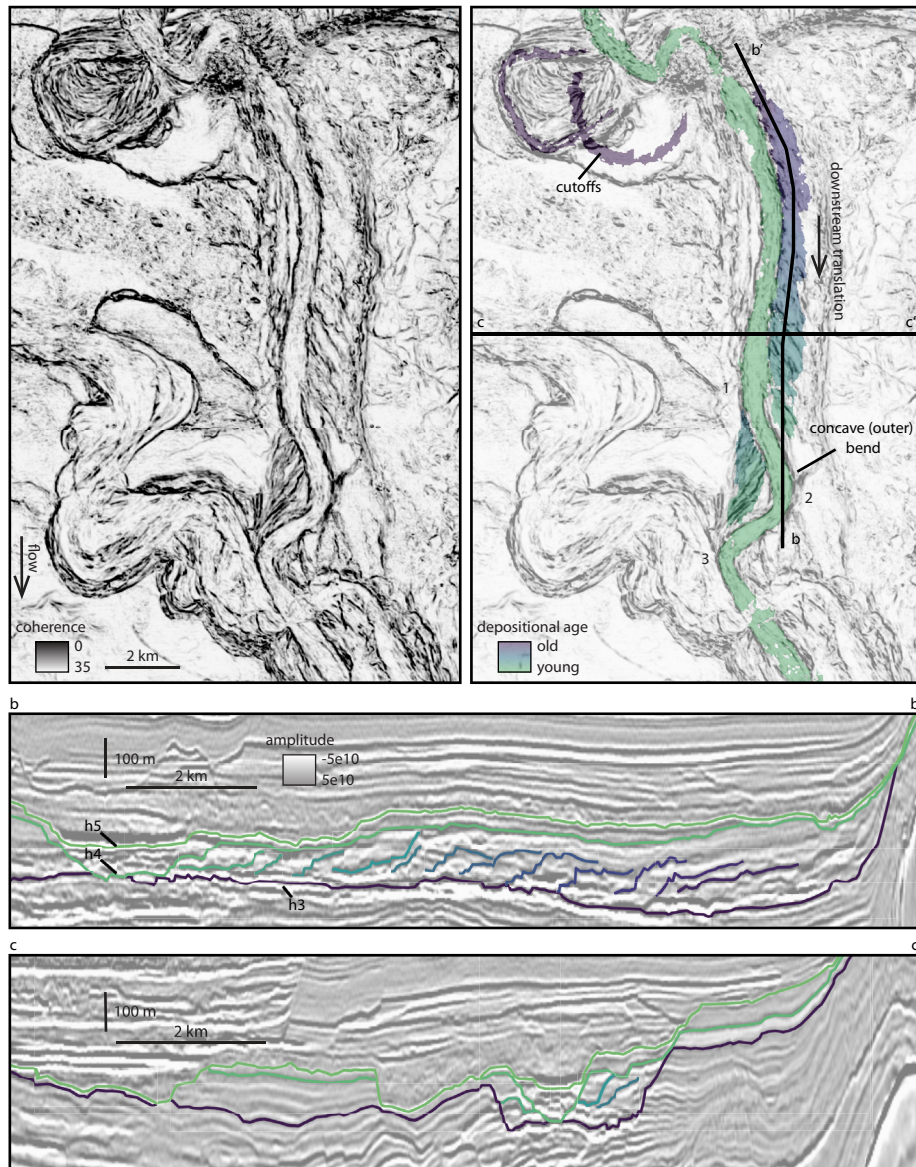 flow
coherence
0
35
2 km
b'
cutoffs
downstream translation
c
c'
1
concave (outer)
bend
2
b
3
depositional age
old
young
b
b
100 m
amplitude
-5e10
5e10
2 km
h5
h4
h3
c
c
100 m
2 km